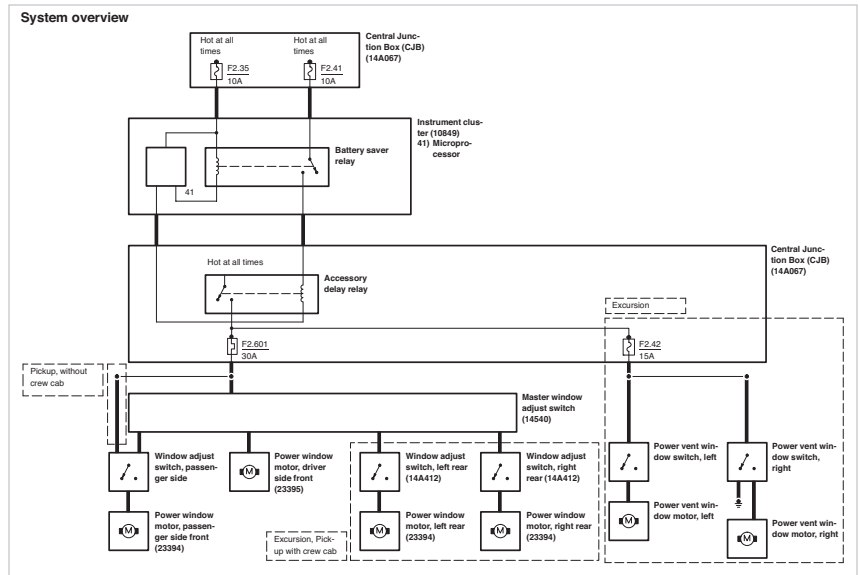 System overview
Hot at all
times
Hot at all
times
Central Junc-
tion Box (CJB)
(14A067)
F2.35
10A
F2.41
10A
Instrument clus-
ter (10849)
41) Micropro-
cessor
Battery saver
relay
41
Central Junc-
tion Box (CJB)
(14A067)
Hot at all times
Accessory
delay relay
Excursion
F2.601
30A
F2.42
15A
Pickup, without
crew cab
Master window
adjust switch
(14540)
Window adjust
switch, passen-
ger side
Power window
motor, driver
side front
(23395)
Window adjust
switch, left rear
(14A412)
Window adjust
switch, right
rear (14A412)
Power vent win-
dow switch, left
Power vent win-
dow switch,
right
M
Power window
motor, passen-
ger side front
(23394)
M
Excursion, Pick-
up with crew cab
Power window
motor, left rear
(23394)
M
Power window
motor, right rear
(23394)
M
Power vent win-
dow motor, left
M
Power vent win-
dow motor, right
M